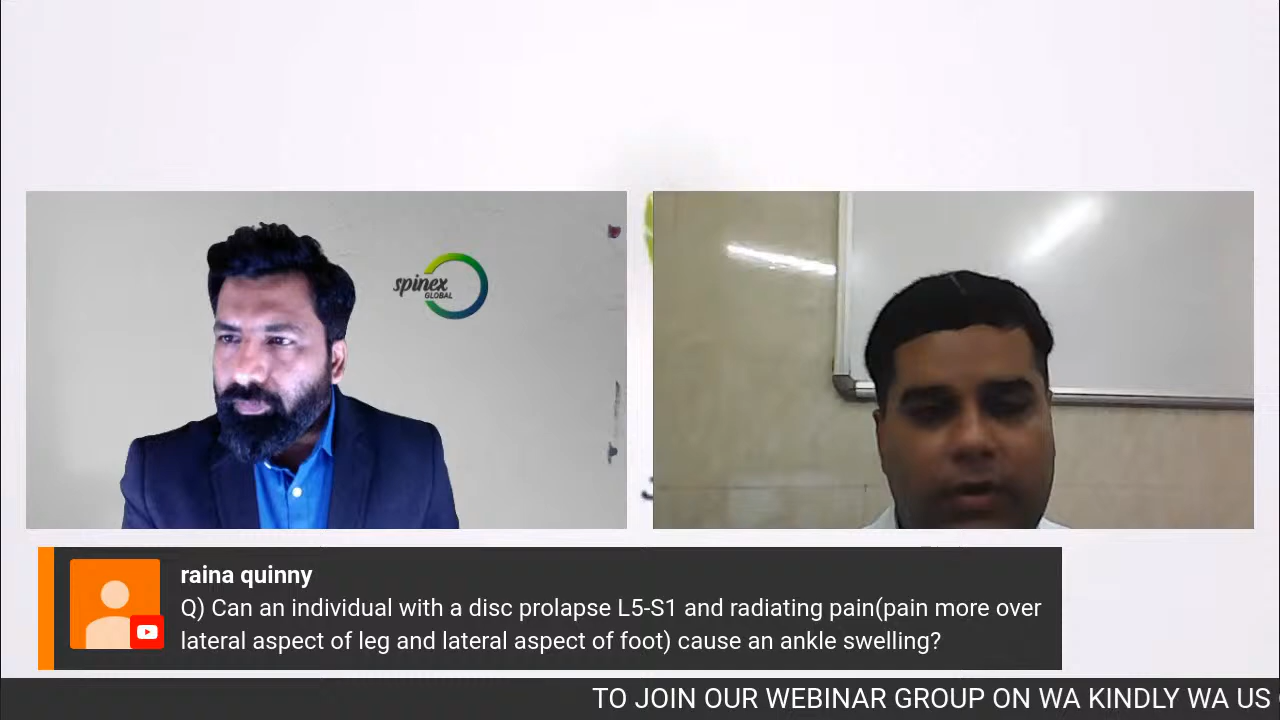 spinex
GLOBAL
raina quinny
Q) Can an individual with a disc prolapse L5-S1 and radiating pain(pain more over
lateral aspect of leg and lateral aspect of foot) cause an ankle swelling?
TO JOIN OUR WEBINAR GROUP ON WA KINDLY WA US